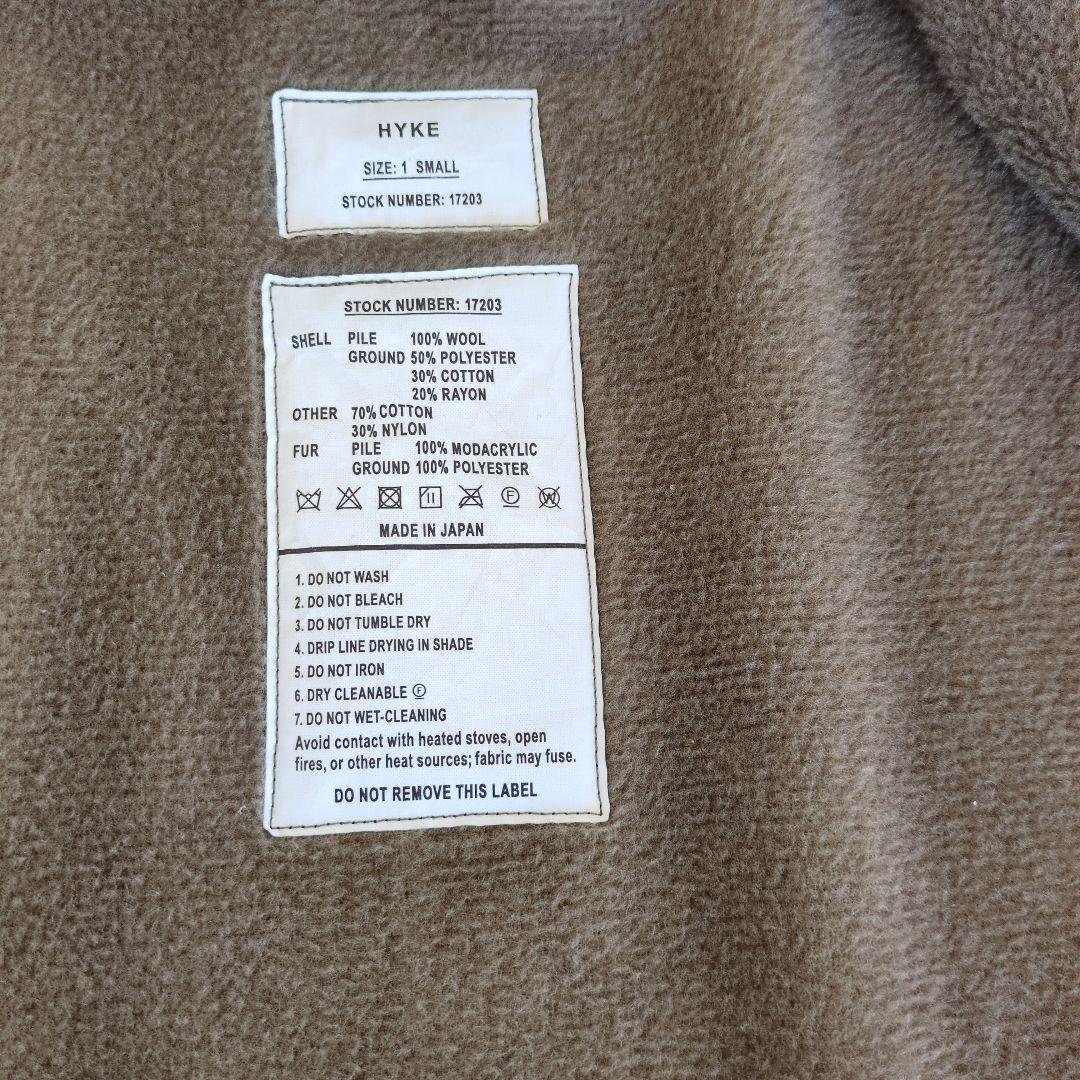 HYKE
SIZE: 1 SMALL
STOCK NUMBER: 17203
STOCK NUMBER: 17203
SHELL PILE 100% WOOL
GROUND 50% POLYESTER
30% COTTON
20% RAYON
OTHER 70% COTTON
30% NYLON
FUR PILE 100% MODACRYLIC
GROUND 100% POLYESTER
F W
MADE IN JAPAN
1. DO NOT WASH
2. DO NOT BLEACH
3. DO NOT TUMBLE DRY
4. DRIP LINE DRYING IN SHADE
5. DO NOT IRON
6. DRY CLEANABLE Ⓕ
7. DO NOT WET-CLEANING
Avoid contact with heated stoves, open
fires, or other heat sources; fabric may fuse.
DO NOT REMOVE THIS LABEL